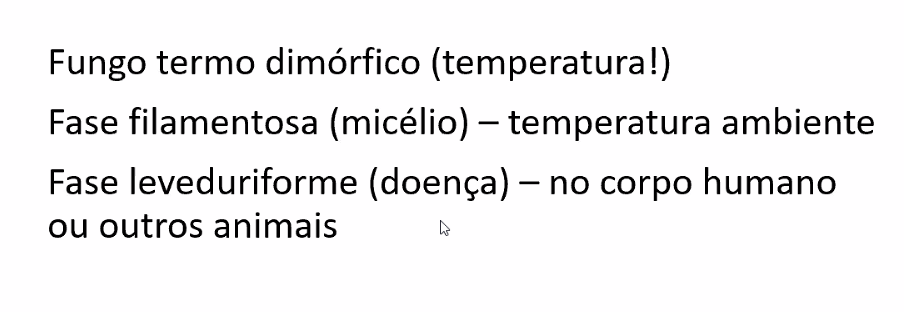 Fungo termo dimórfico (temperatura!)
Fase filamentosa (micélio) – temperatura ambiente
Fase leveduriforme (doença) – no corpo humano
ou outros animais